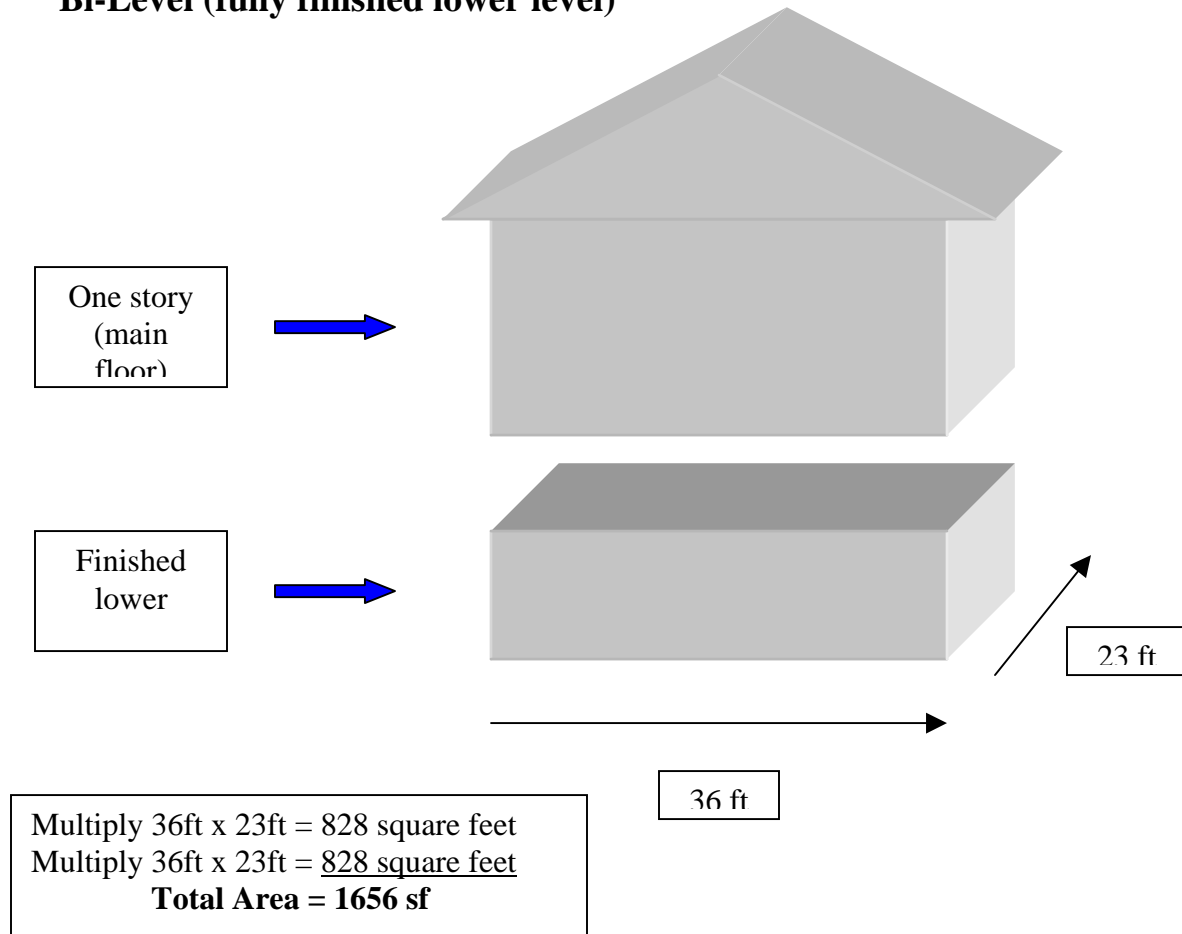 Bi-Level (fully finished lower level)
One story
(main
floor)
Finished
lower
23 ft
36 ft
Multiply 36ft x 23ft = 828 square feet
Multiply 36ft x 23ft = 828 square feet
Total Area = 1656 sf